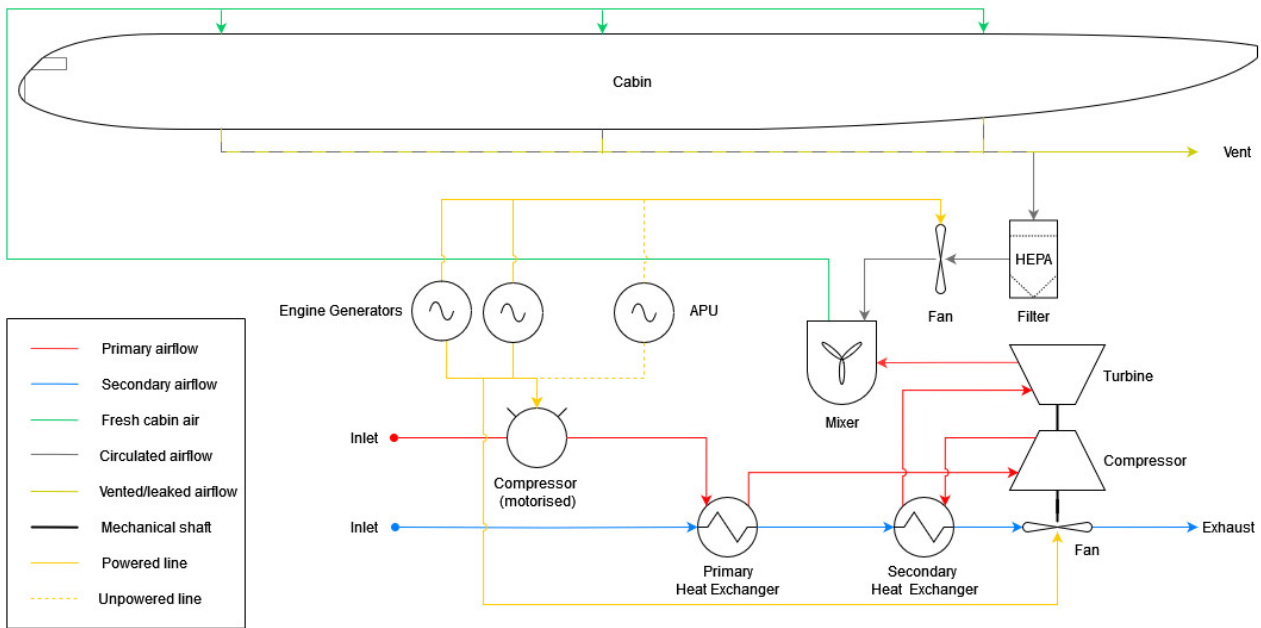 Cabin
Vent
HEPA
Engine Generators
APU
Fan
Filter
Primary airflow
Secondary airflow
Fresh cabin air
Circulated airflow
Vented/leaked airflow
Mechanical shaft
Powered line
Unpowered line
Turbine
Mixer
Inlet
Compressor
Compressor
(motorised)
Inlet
Exhaust
Fan
Primary
Heat Exchanger
Secondary
Heat Exchanger